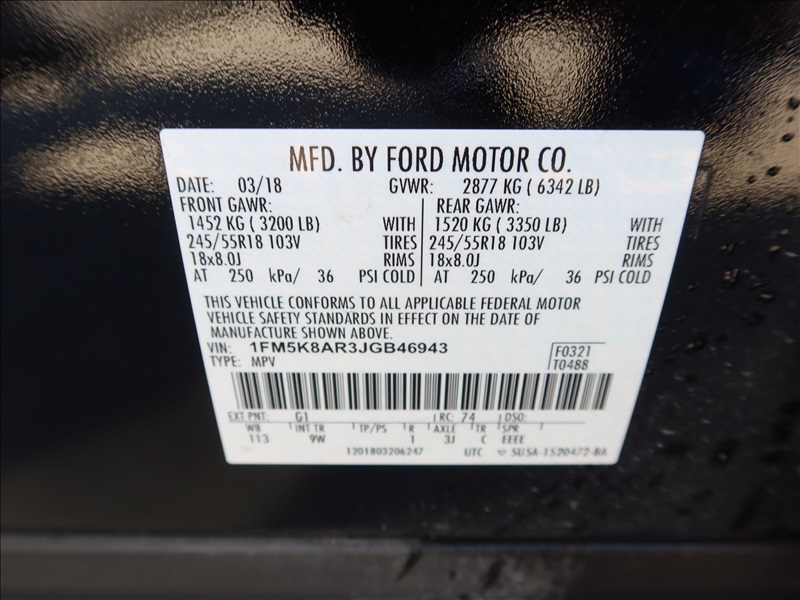 MFD. BY FORD MOTOR CO.
DATE: 03/18 GVWR: 2877 KG ( 6342 LB)
FRONT GAWR: REAR GAWR:
1452 KG ( 3200 LB) WITH 1520 KG ( 3350 LB) WITH
245/55R18 103V TIRES 245/55R18 103V TIRES
18x8.0J RIMS 18x8.0J RIMS
AT 250 kPa/ 36 PSI COLD AT 250 kPa/ 36 PSI COLD
THIS VEHICLE CONFORMS TO ALL APPLICABLE FEDERAL MOTOR
VEHICLE SAFETY STANDARDS IN EFFECT ON THE DATE OF
MANUFACTURE SHOWN ABOVE.
VIN: 1FM5K8AR3JGB46943 F0321
TYPE: MPV T0488
EXT PNT: G1 RC: 74 DSO:
WB INT TR TP/PS R AXLE TR SPR
113 9W 1 3J C EEEE
1201803206247 UTC 5U5A-1520472-BA